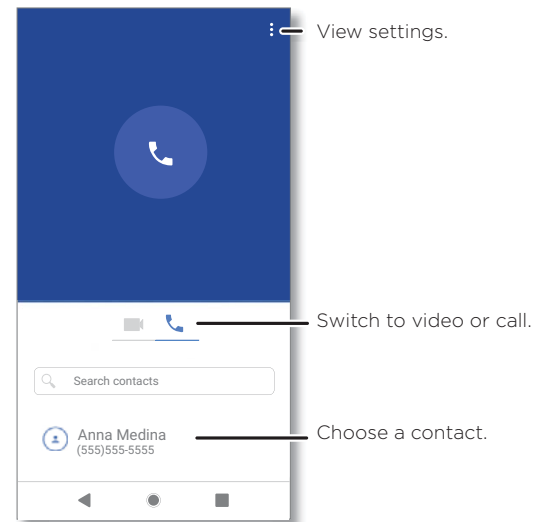 View settings.
Switch to video or call.
Search contacts
Anna Medina
(555)555-5555
Choose a contact.